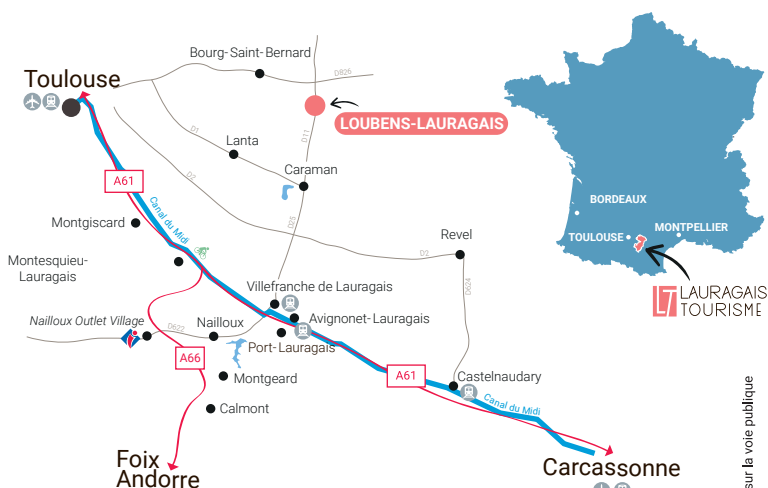 Bourg-Saint-Bernard
D826
Toulouse
LOUBENS-LAURAGAIS
D1
D11
Lanta
Caraman
A61
D2
Canal du Midi
D25
BORDEAUX
Montgiscard
Revel
TOULOUSE
MONTPELLIER
Montesquieu-
Lauragais
D2
D624
LT
LAURAGAIS
TOURISME
Villefranche de Lauragais
Avignonet-Lauragais
Nailloux Outlet Village
D622
Nailloux
Port-Lauragais
A66
Montgeard
A61
Castelnaudary
Calmont
Canal du Midi
Foix
Andorre
Carcassonne
sur la voie publique